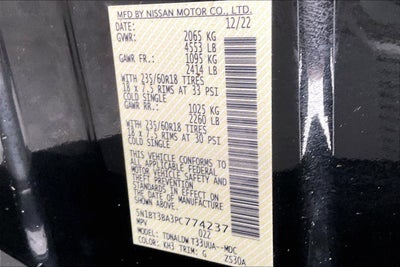 MFD BY NISSAN MOTOR CO., LTD.
DATE: 12/22
GVWR: 2065 KG
4553 LB
GAWR FR.: 1095 KG
2414 LB
WITH 235/60R18 TIRES
18 x 7.5 RIMS AT 33 PSI
COLD SINGLE
GAWR RR.: 1025 KG
2260 LB
WITH 235/60R18 TIRES
18 x 7.5 RIMS AT 30 PSI
COLD SINGLE
THIS VEHICLE CONFORMS TO
ALL APPLICABLE FEDERAL
MOTOR VEHICLE SAFETY
STANDARDS IN EFFECT ON
THE DATE OF MANUFACTURE
SHOWN ABOVE.
5N1BT3BA3PC774237
MPV 02Z
MODEL: TDNALDW T33UUA--MDC
COLOR: KH3 TRIM: G ZS30A